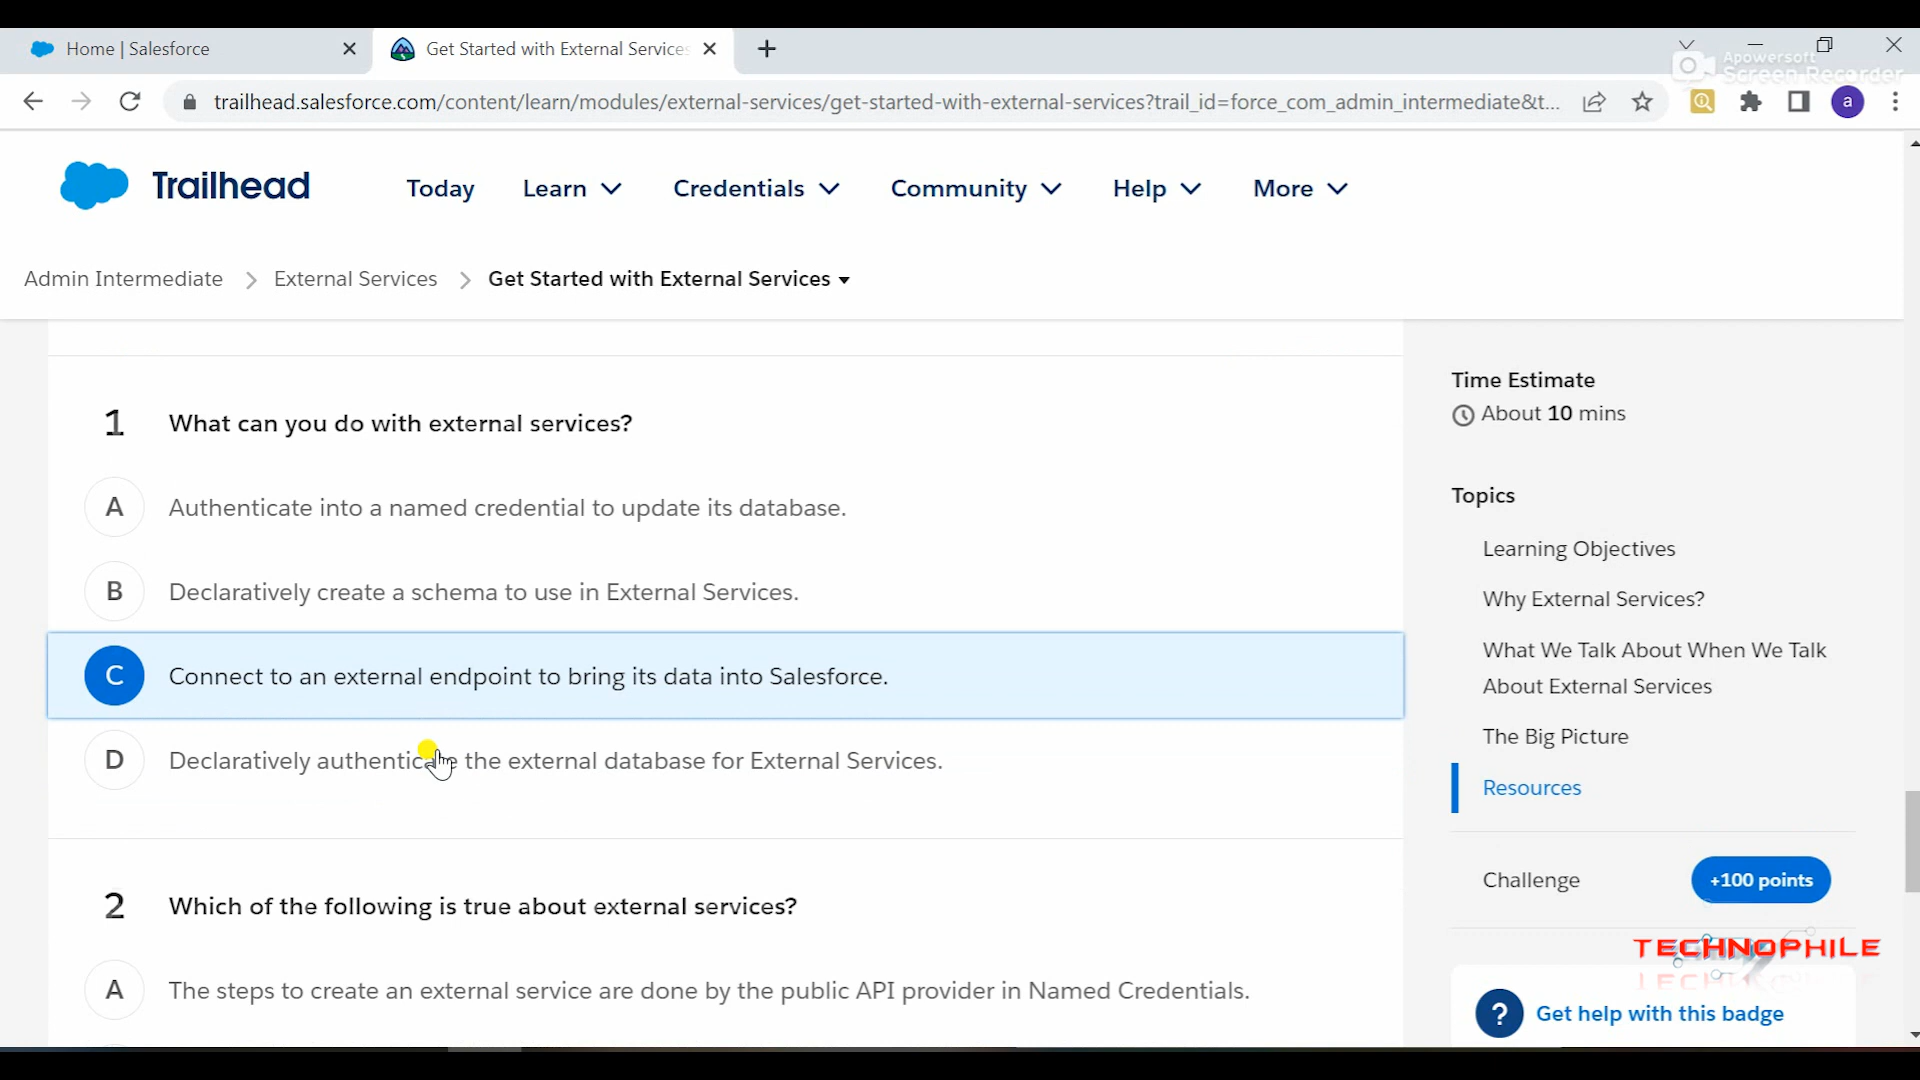 Home | Salesforce
Get Started with External Services
Apowersoft
Screen Recorder
trailhead.salesforce.com/content/learn/modules/external-services/get-started-with-external-services?trail_id=force_com_admin_intermediate&t...
a
Trailhead
Today
Learn
Credentials
Community
Help
More
Admin Intermediate
External Services
Get Started with External Services
1 What can you do with external services?
A Authenticate into a named credential to update its database.
B Declaratively create a schema to use in External Services.
C Connect to an external endpoint to bring its data into Salesforce.
D Declaratively authenticate the external database for External Services.
2 Which of the following is true about external services?
A The steps to create an external service are done by the public API provider in Named Credentials.
Time Estimate
About 10 mins
Topics
Learning Objectives
Why External Services?
What We Talk About When We Talk
About External Services
The Big Picture
Resources
Challenge
+100 points
TECHNOPHILE
? Get help with this badge